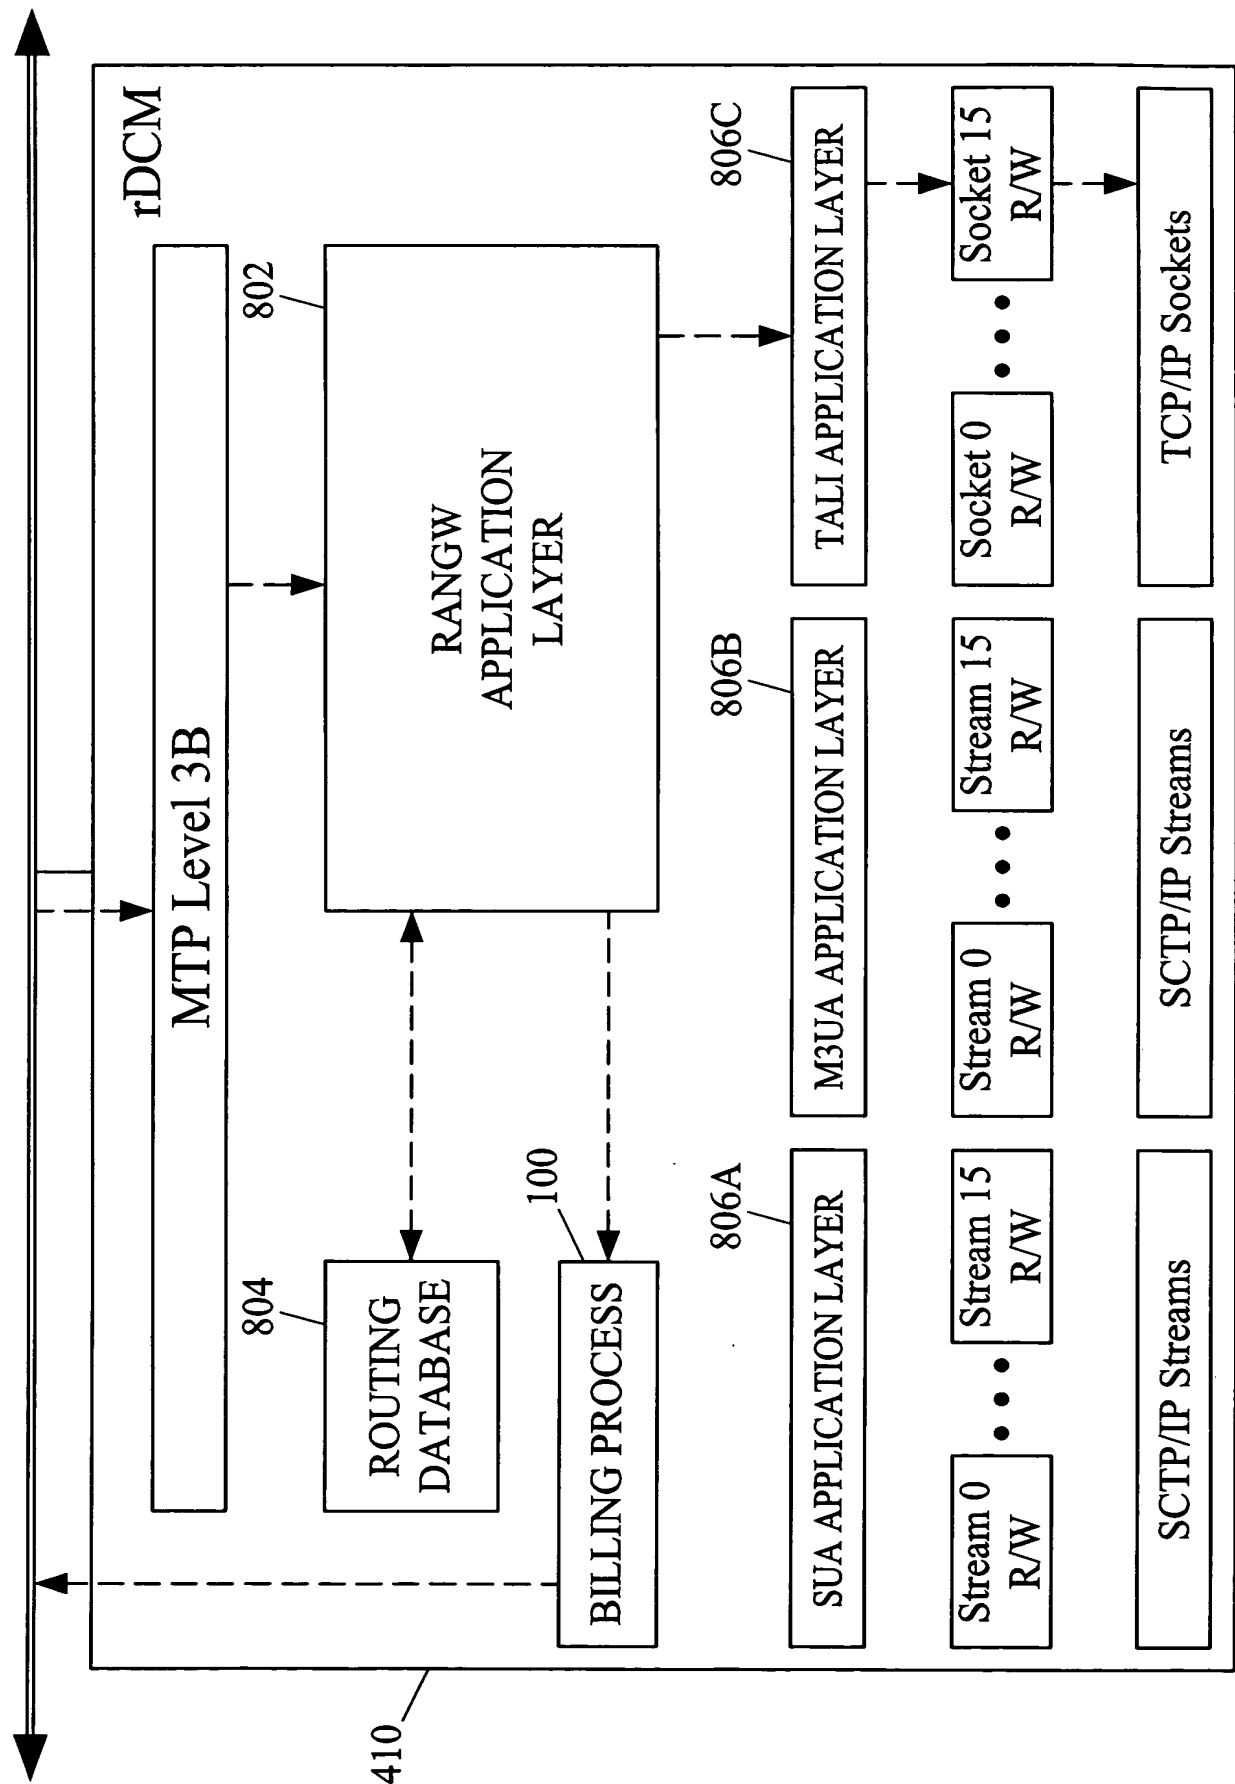 rDCM
MTP Level 3B
802
RANGW
APPLICATION
LAYER
804
ROUTING
DATABASE
100
BILLING PROCESS
806A
SUA APPLICATION LAYER
806B
M3UA APPLICATION LAYER
806C
TALI APPLICATION LAYER
Stream 0
R/W
Stream 15
R/W
Stream 0
R/W
Stream 15
R/W
Socket 0
R/W
Socket 15
R/W
SCTP/IP Streams
SCTP/IP Streams
TCP/IP Sockets
410